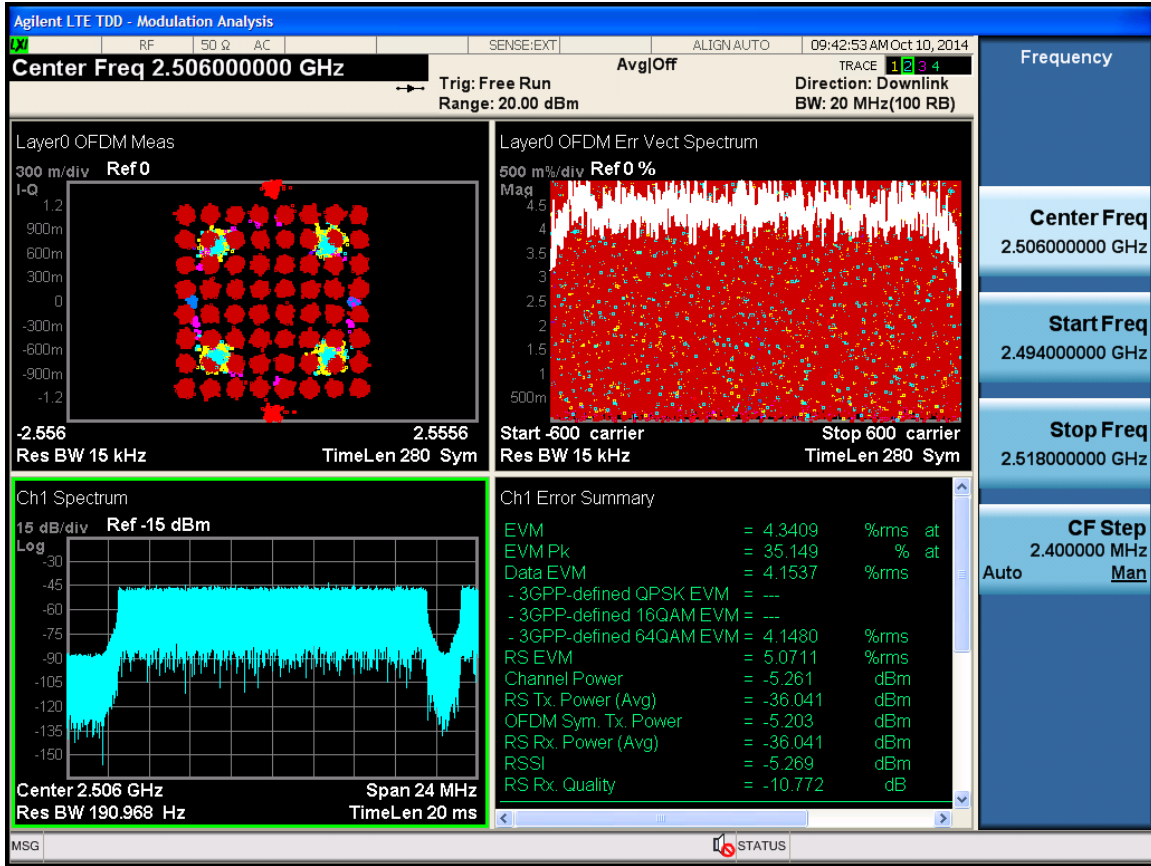 Agilent LTE TDD - Modulation Analysis
LXI RF 50 Ω AC SENSE:EXT ALIGN AUTO 09:42:53 AM Oct 10, 2014
Center Freq 2.506000000 GHz
Avg|Off
TRACE 1 2 3 4
Trig: Free Run
Direction: Downlink
Range: 20.00 dBm
BW: 20 MHz(100 RB)
Layer0 OFDM Meas
300 m/div Ref 0
I-Q
1.2
900m
600m
300m
0
-300m
-600m
-900m
-1.2
-2.556 2.5556
Res BW 15 kHz TimeLen 280 Sym
Layer0 OFDM Err Vect Spectrum
500 m%/div Ref 0 %
Mag
4.5
4
3.5
3
2.5
2
1.5
1
500m
Start -600 carrier Stop 600 carrier
Res BW 15 kHz TimeLen 280 Sym
Ch1 Spectrum
15 dB/div Ref -15 dBm
Log
-30
-45
-60
-75
-90
-105
-120
-135
-150
Center 2.506 GHz Span 24 MHz
Res BW 190.968 Hz TimeLen 20 ms
Ch1 Error Summary
EVM = 4.3409 %rms at
EVM Pk = 35.149 % at
Data EVM = 4.1537 %rms
- 3GPP-defined QPSK EVM = ---
- 3GPP-defined 16QAM EVM = ---
- 3GPP-defined 64QAM EVM = 4.1480 %rms
RS EVM = 5.0711 %rms
Channel Power = -5.261 dBm
RS Tx. Power (Avg) = -36.041 dBm
OFDM Sym. Tx. Power = -5.203 dBm
RS Rx. Power (Avg) = -36.041 dBm
RSSI = -5.269 dBm
RS Rx. Quality = -10.772 dB
Frequency
Center Freq
2.506000000 GHz
Start Freq
2.494000000 GHz
Stop Freq
2.518000000 GHz
CF Step
2.400000 MHz
Auto Man
MSG STATUS